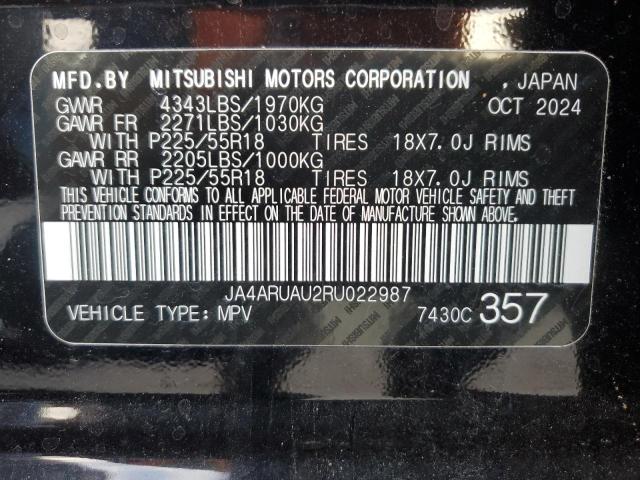 MFD.BY MITSUBISHI MOTORS CORPORATION , JAPAN
GVWR 4343LBS/1970KG OCT 2024
GAWR FR 2271LBS/1030KG
WITH P225/55R18 TIRES 18X7.0J RIMS
GAWR RR 2205LBS/1000KG
WITH P225/55R18 TIRES 18X7.0J RIMS
THIS VEHICLE CONFORMS TO ALL APPLICABLE FEDERAL MOTOR VEHICLE SAFETY AND THEFT
PREVENTION STANDARDS IN EFFECT ON THE DATE OF MANUFACTURE SHOWN ABOVE.
JA4ARUAU2RU022987
VEHICLE TYPE: MPV 7430C 357